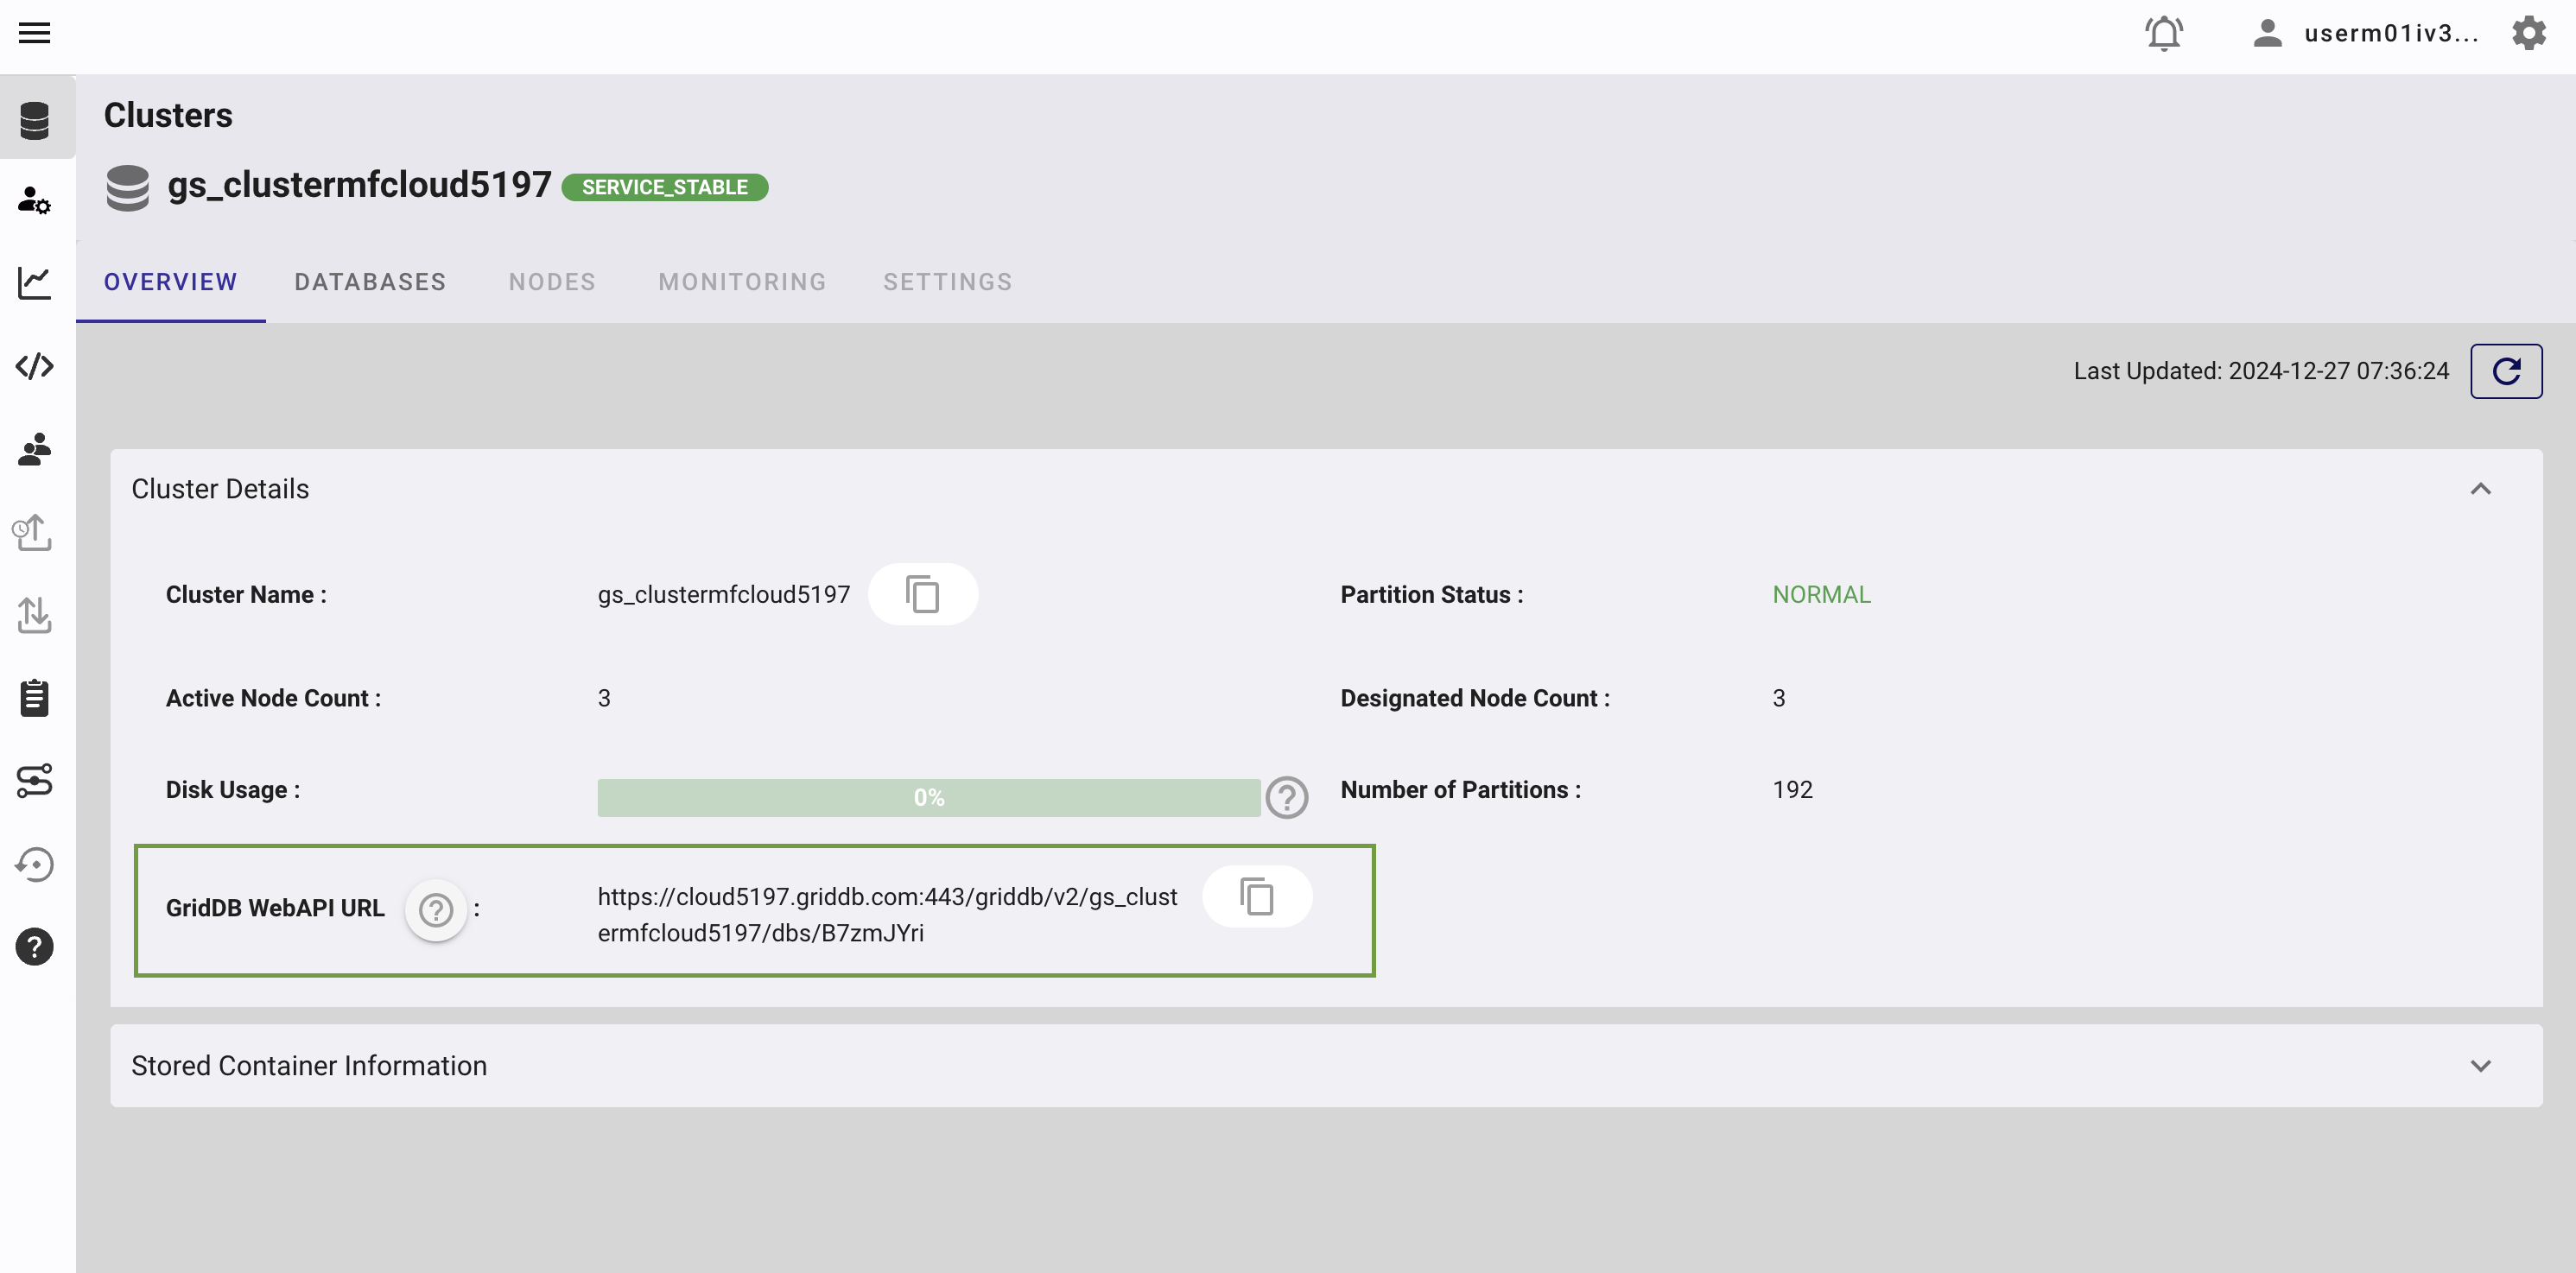 userm01iv3...
Clusters
gs_clustermfcloud5197 SERVICE_STABLE
OVERVIEW DATABASES NODES MONITORING SETTINGS
Last Updated: 2024-12-27 07:36:24
Cluster Details
Cluster Name : gs_clustermfcloud5197 Partition Status : NORMAL
Active Node Count : 3 Designated Node Count : 3
Disk Usage : 0% ? Number of Partitions : 192
GridDB WebAPI URL ? : https://cloud5197.griddb.com:443/griddb/v2/gs_clust
ermfcloud5197/dbs/B7zmJYri
Stored Container Information